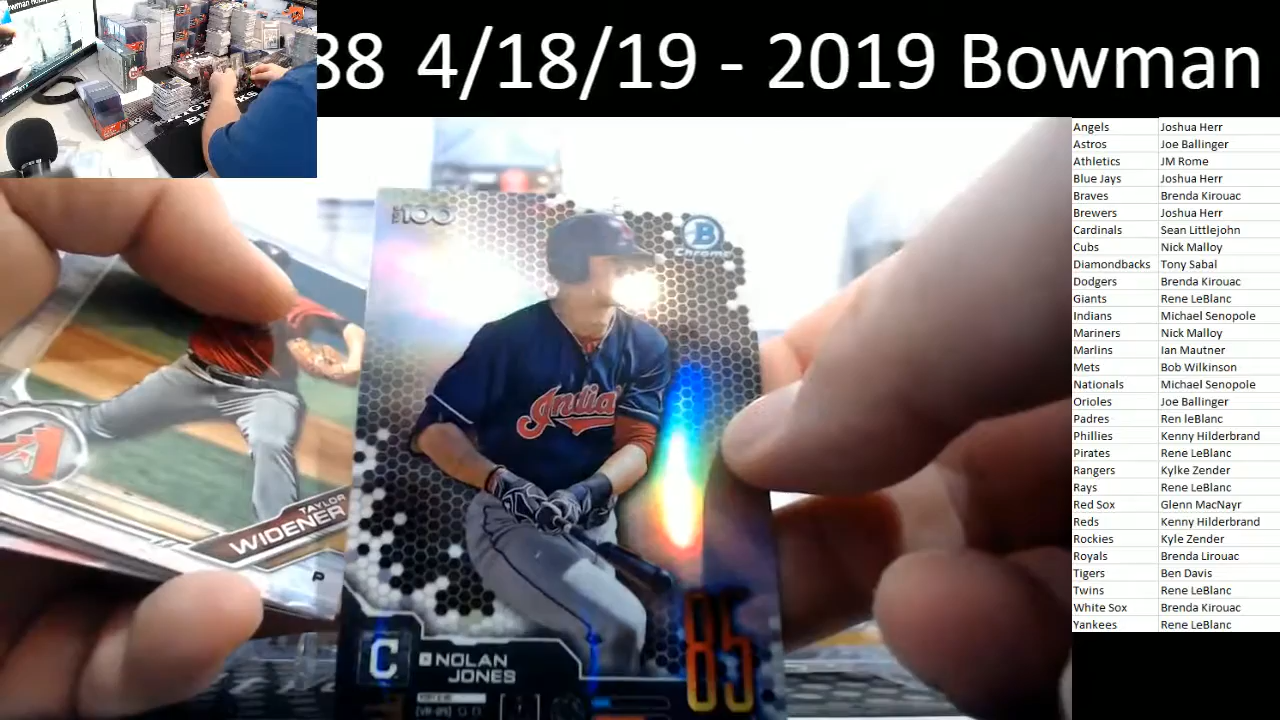 88 4/18/19 - 2019 Bowman
Angels Joshua Herr
Astros Joe Ballinger
Athletics JM Rome
Blue Jays Joshua Herr
Braves Brenda Kirouac
Brewers Joshua Herr
Cardinals Sean Littlejohn
Cubs Nick Malloy
Diamondbacks Tony Sabal
Dodgers Brenda Kirouac
Giants Rene LeBlanc
Indians Michael Senopole
Mariners Nick Malloy
Marlins Ian Mautner
Mets Bob Wilkinson
Nationals Michael Senopole
Orioles Joe Ballinger
Padres Ren leBlanc
Phillies Kenny Hilderbrand
Pirates Rene LeBlanc
Rangers Kylke Zender
Rays Rene LeBlanc
Red Sox Glenn MacNayr
Reds Kenny Hilderbrand
Rockies Kyle Zender
Royals Brenda Lirouac
Tigers Ben Davis
Twins Rene LeBlanc
White Sox Brenda Kirouac
Yankees Rene LeBlanc
100
B
Chrome
India
85
C
NOLAN
JONES
TAYLOR
WIDENER
P